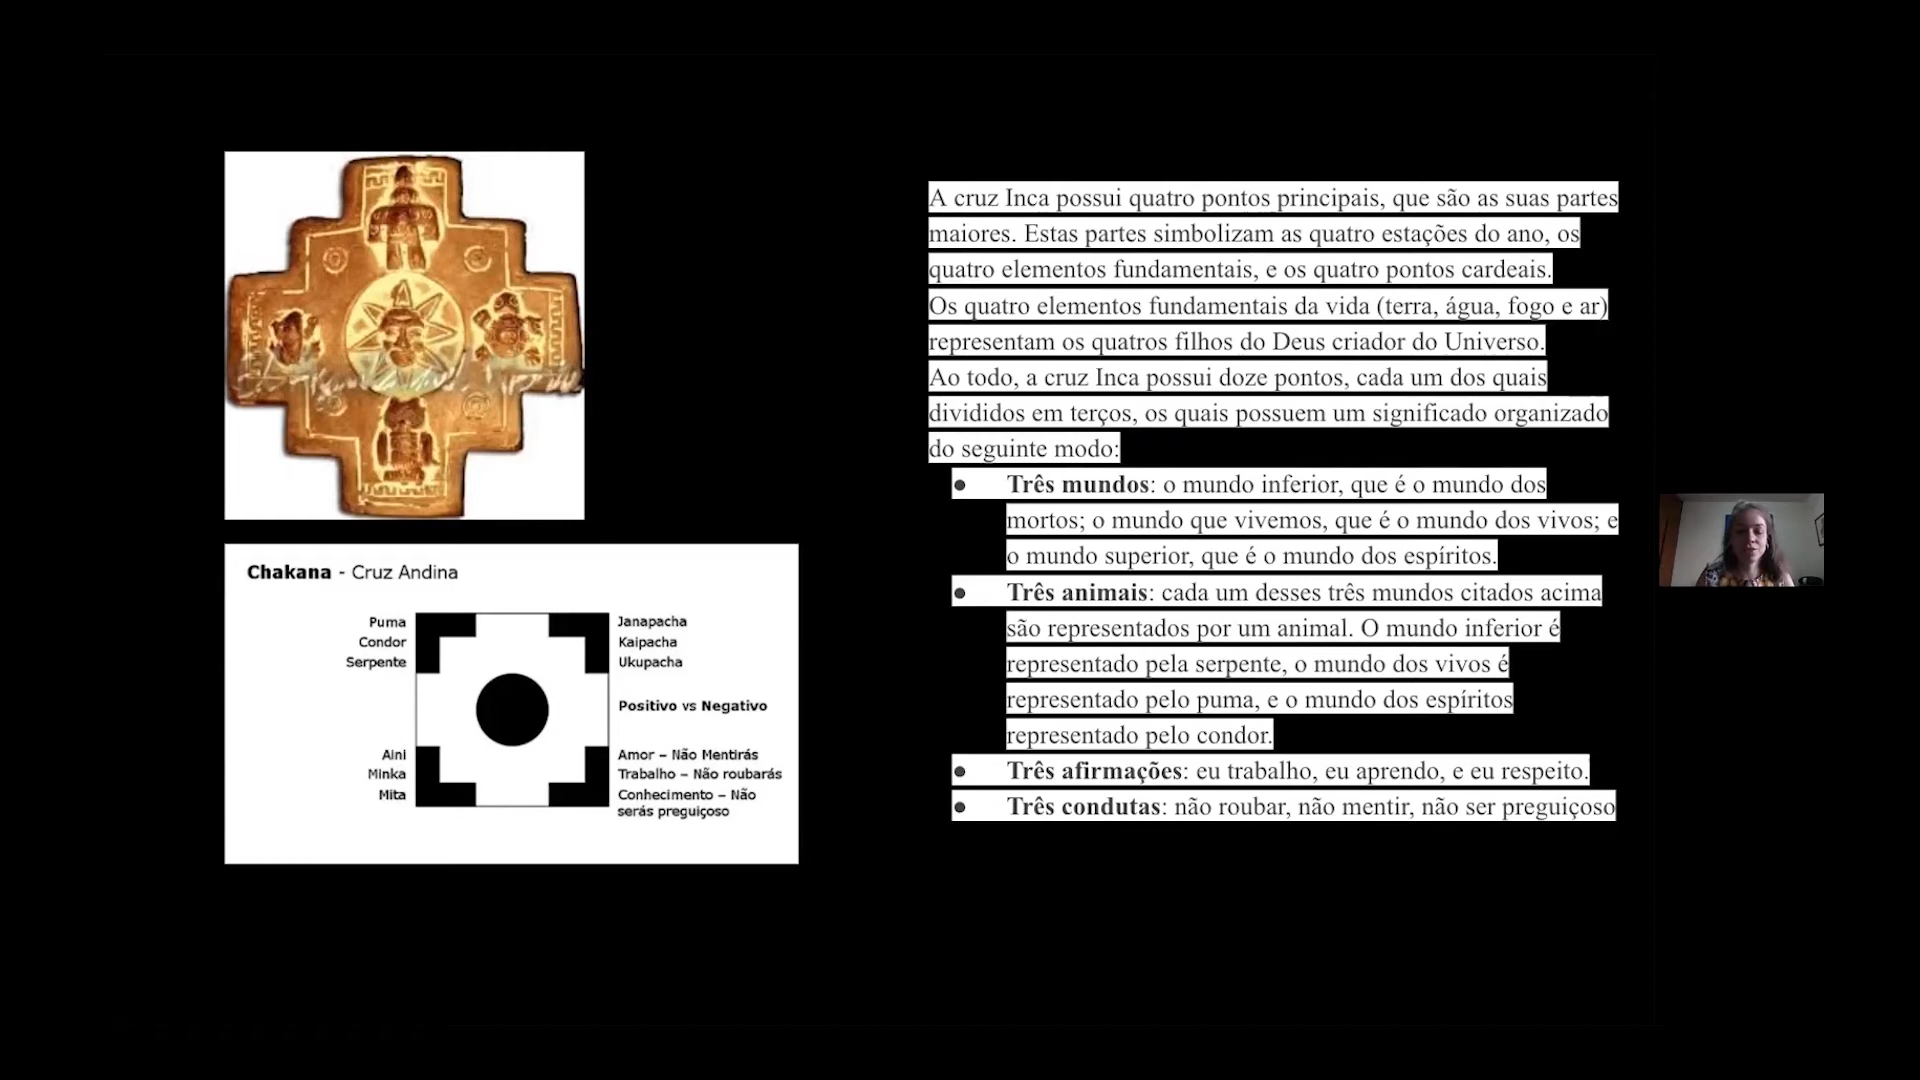 A cruz Inca possui quatro pontos principais, que são as suas partes
maiores. Estas partes simbolizam as quatro estações do ano, os
quatro elementos fundamentais, e os quatro pontos cardeais.
Os quatro elementos fundamentais da vida (terra, água, fogo e ar)
representam os quatros filhos do Deus criador do Universo.
Ao todo, a cruz Inca possui doze pontos, cada um dos quais
divididos em terços, os quais possuem um significado organizado
do seguinte modo:
● Três mundos: o mundo inferior, que é o mundo dos
mortos; o mundo que vivemos, que é o mundo dos vivos; e
o mundo superior, que é o mundo dos espíritos.
● Três animais: cada um desses três mundos citados acima
são representados por um animal. O mundo inferior é
representado pela serpente, o mundo dos vivos é
representado pelo puma, e o mundo dos espíritos
representado pelo condor.
● Três afirmações: eu trabalho, eu aprendo, e eu respeito.
● Três condutas: não roubar, não mentir, não ser preguiçoso
Chakana - Cruz Andina
Puma
Condor
Serpente
Janapacha
Kaipacha
Ukupacha
Positivo vs Negativo
Aini
Minka
Mita
Amor – Não Mentirás
Trabalho – Não roubarás
Conhecimento – Não
serás preguiçoso